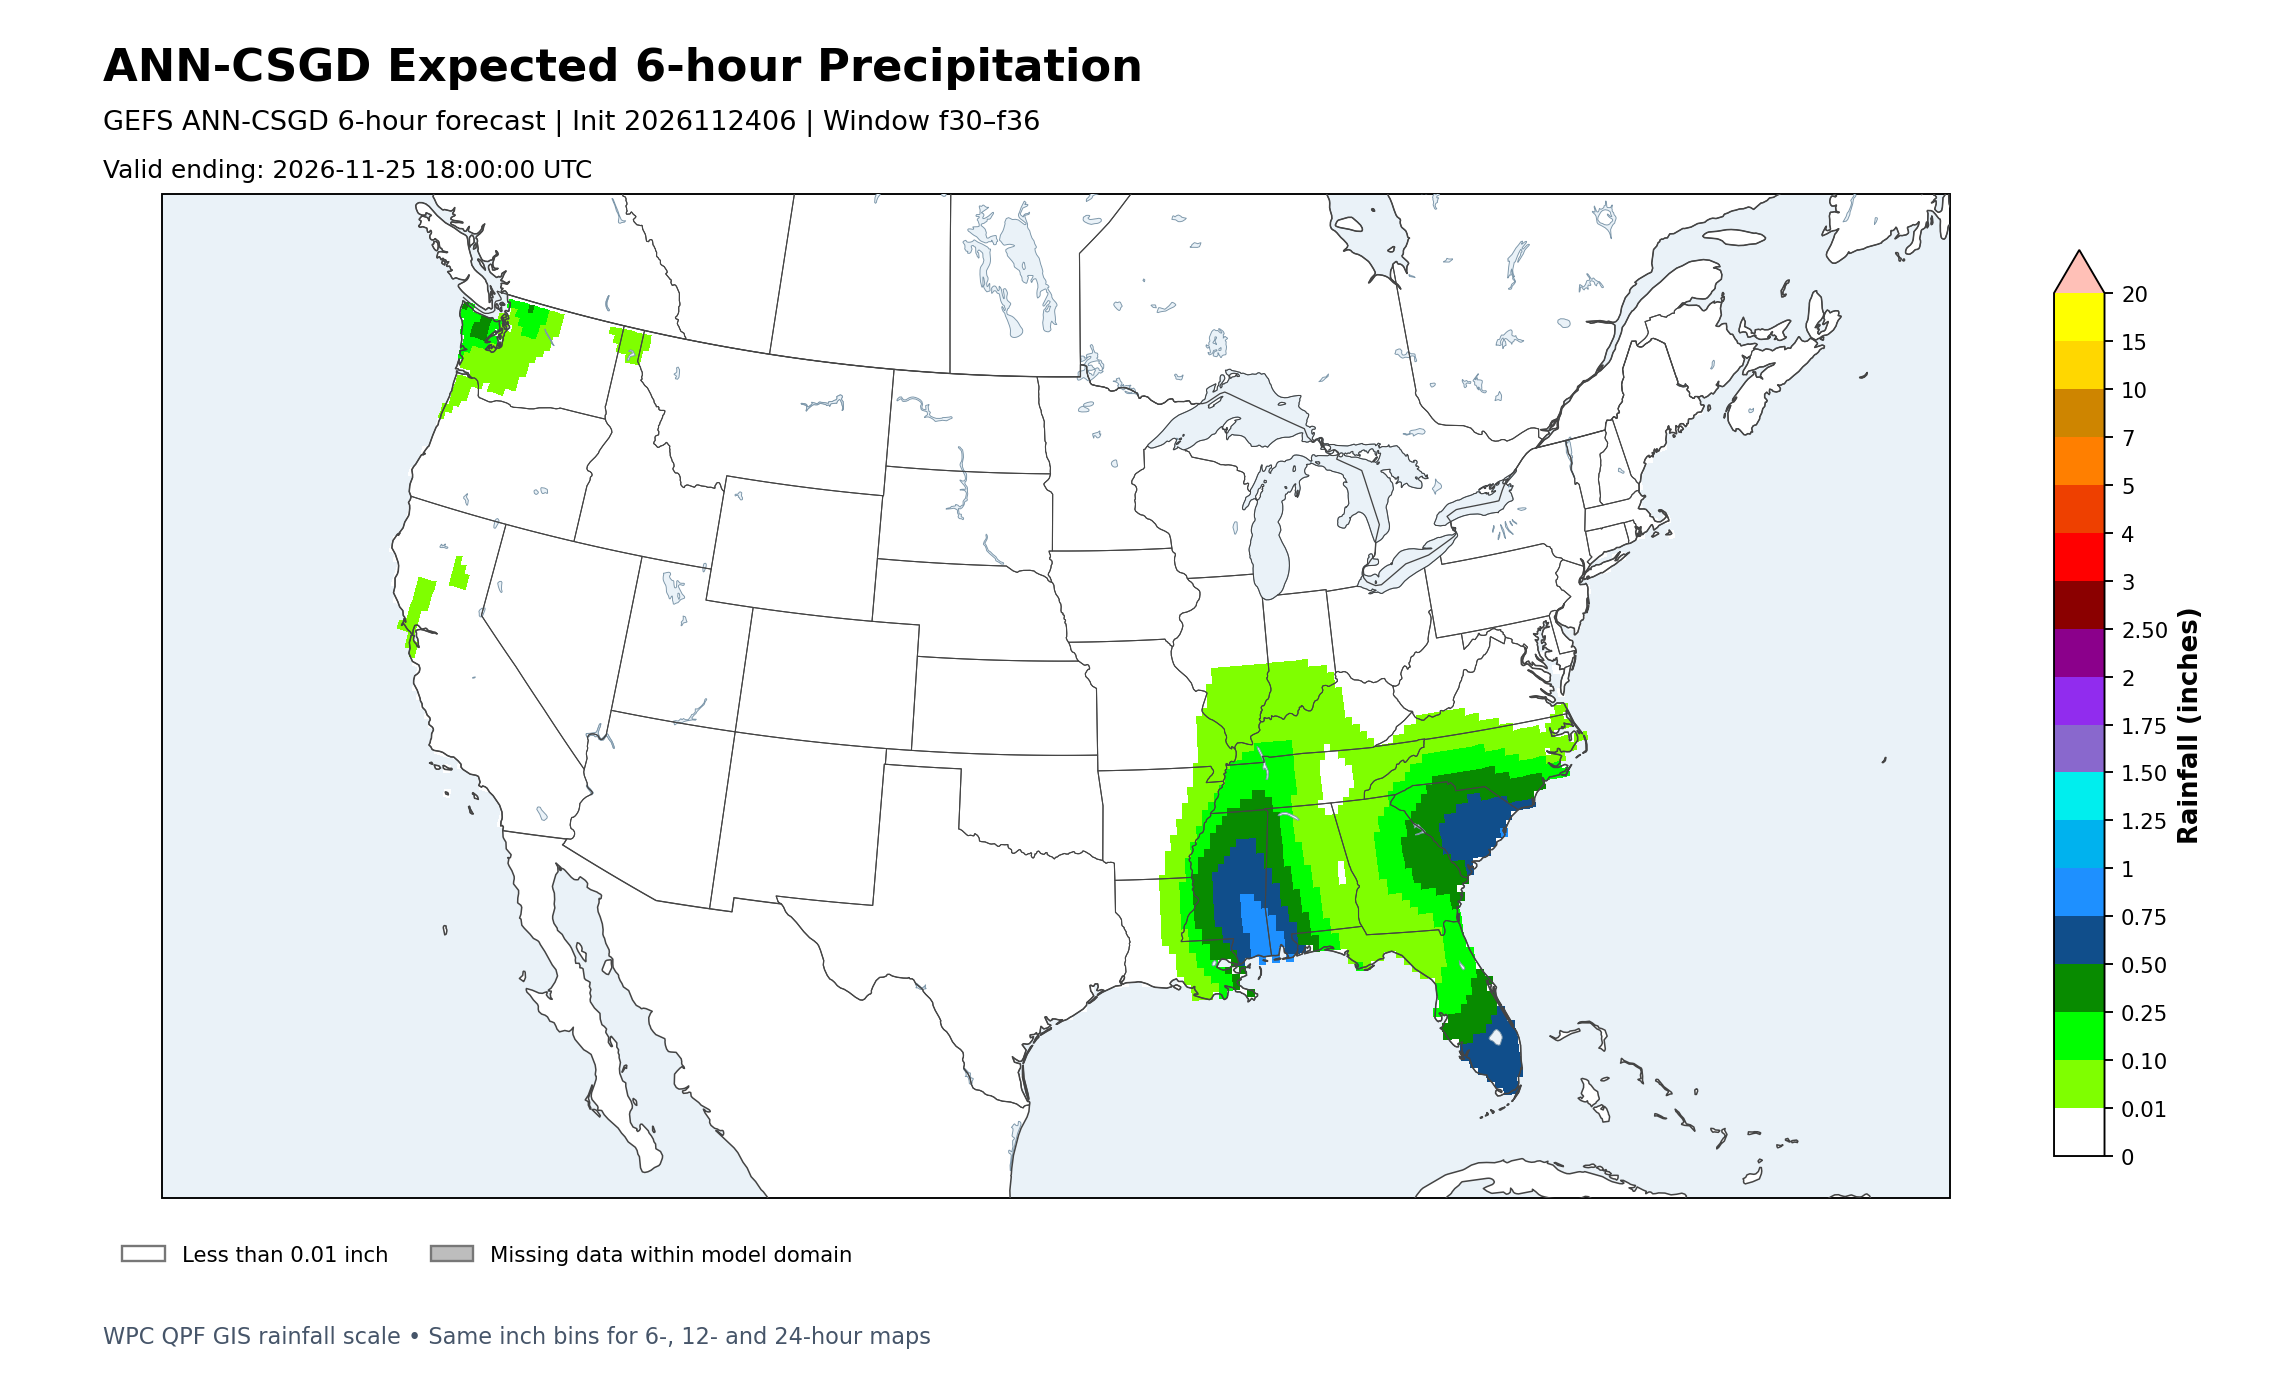 ANN-CSGD Expected 6-hour Precipitation
GEFS ANN-CSGD 6-hour forecast | Init 2026112406 | Window f30–f36
Valid ending: 2026-11-25 18:00:00 UTC
20
15
10
7
5
4
3
2.50
2
1.75
1.50
1.25
1
0.75
0.50
0.25
0.10
0.01
0
Rainfall (inches)
Less than 0.01 inch
Missing data within model domain
WPC QPF GIS rainfall scale • Same inch bins for 6-, 12- and 24-hour maps